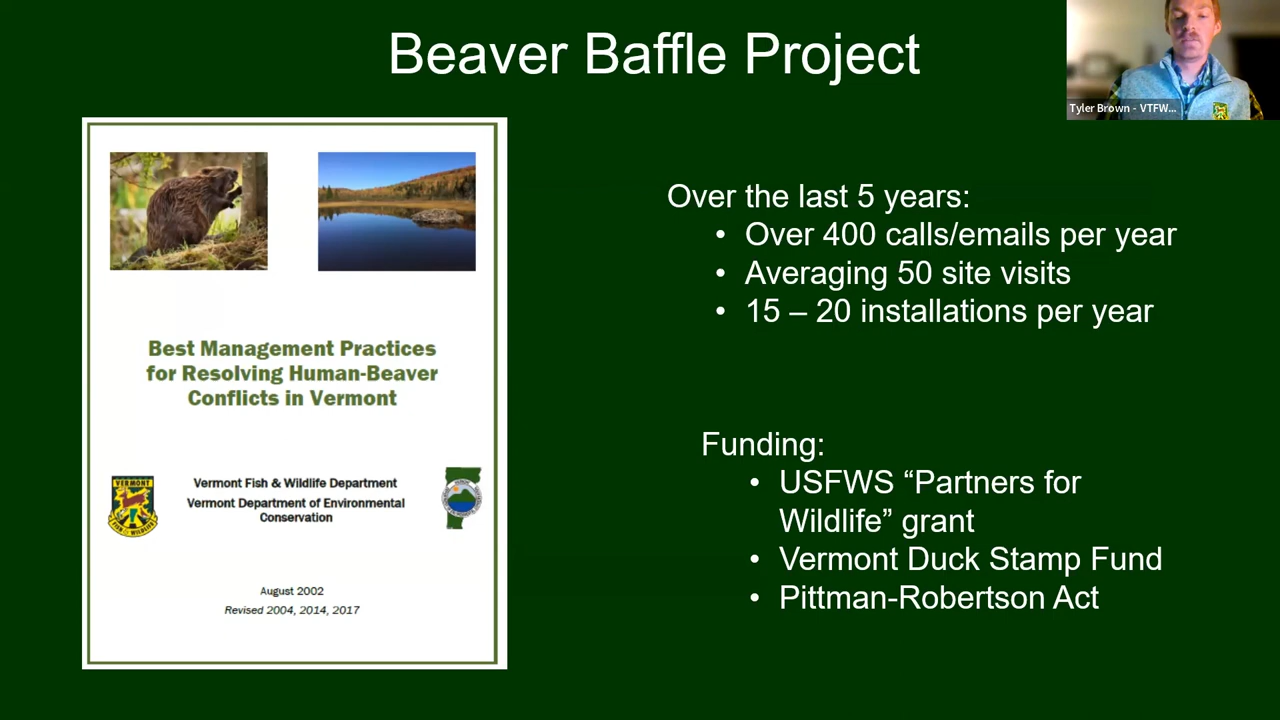 Beaver Baffle Project
Tyler Brown - VTFW...
Best Management Practices
for Resolving Human-Beaver
Conflicts in Vermont
VERMONT
Vermont Fish & Wildlife Department
Vermont Department of Environmental
Conservation
August 2002
Revised 2004, 2014, 2017
Over the last 5 years:
• Over 400 calls/emails per year
• Averaging 50 site visits
• 15 – 20 installations per year
Funding:
• USFWS “Partners for
Wildlife” grant
• Vermont Duck Stamp Fund
• Pittman-Robertson Act